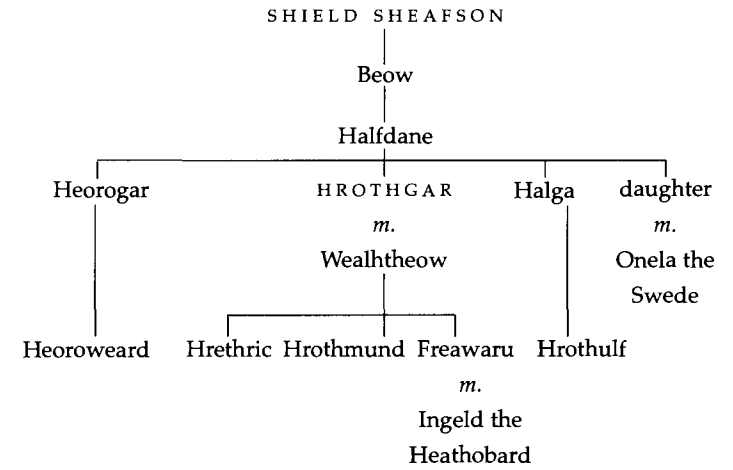 SHIELD SHEAFSON
Beow
Halfdane
Heorogar HROTHGAR Halga daughter
m. m.
Wealhtheow Onela the
Swede
Heoroweard Hrethric Hrothmund Freawaru Hrothulf
m.
Ingeld the
Heathobard